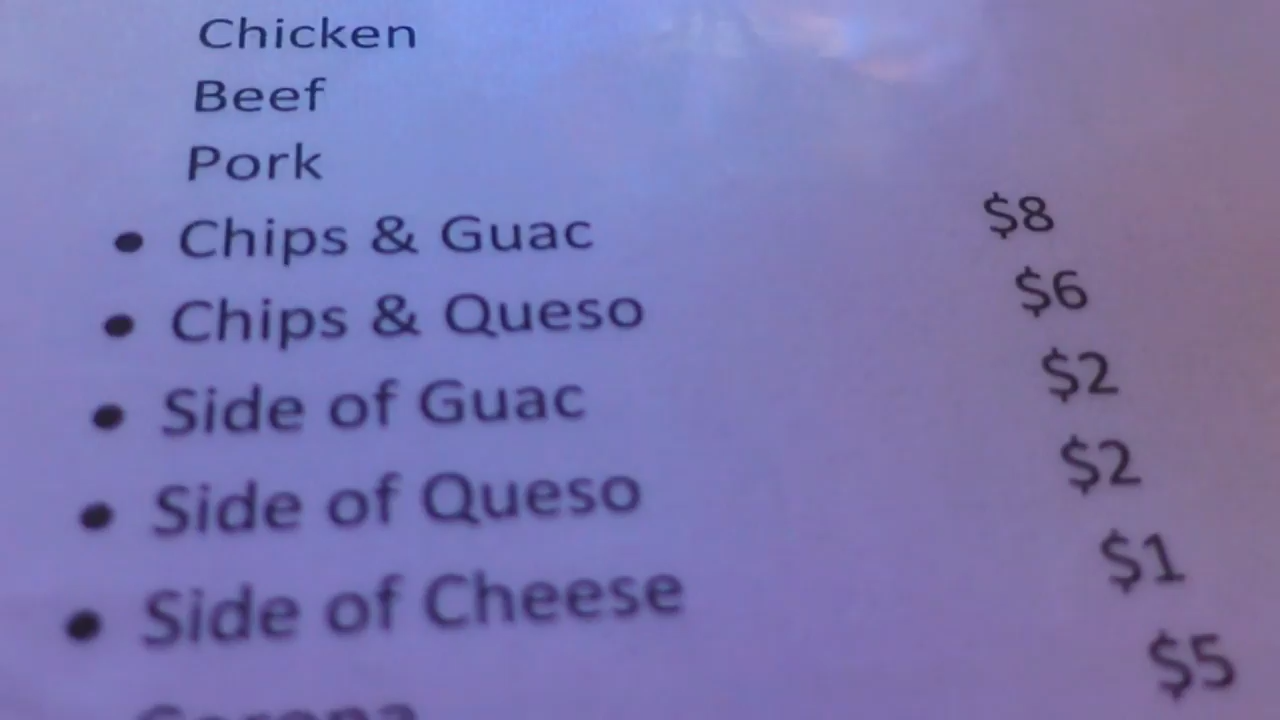 Chicken
Beef
Pork
• Chips & Guac $8
• Chips & Queso $6
• Side of Guac $2
• Side of Queso $2
• Side of Cheese $1
Corona $5